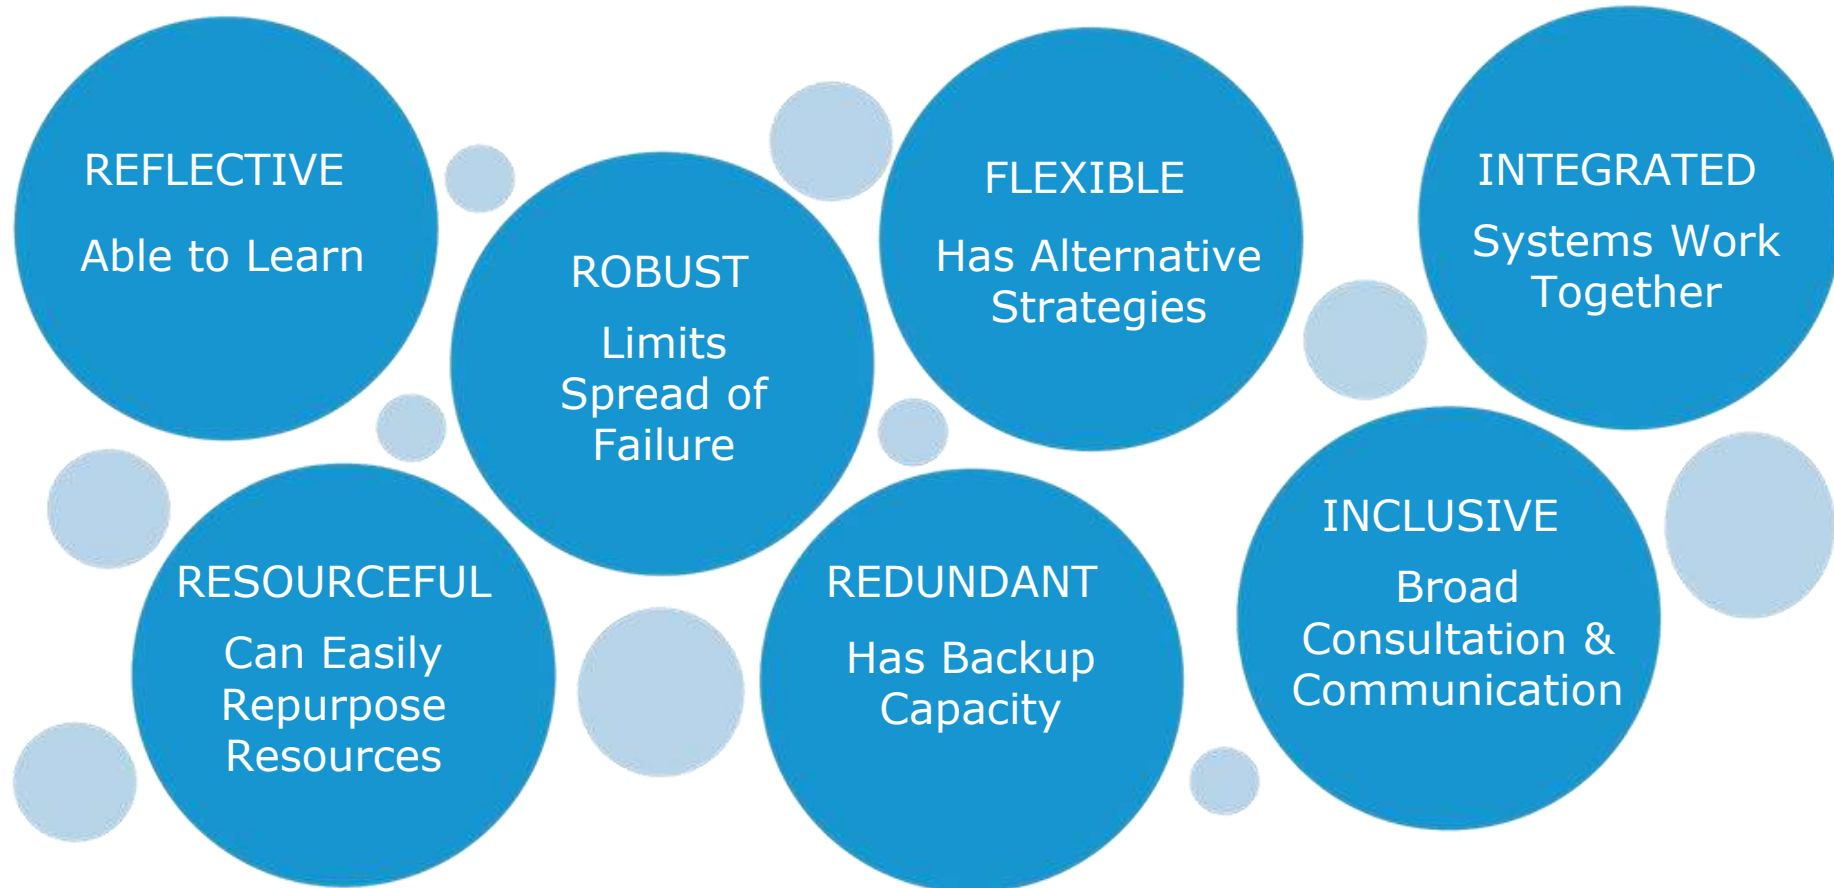 REFLECTIVE
Able to Learn
ROBUST
Limits
Spread of
Failure
FLEXIBLE
Has Alternative
Strategies
INTEGRATED
Systems Work
Together
RESOURCEFUL
Can Easily
Repurpose
Resources
REDUNDANT
Has Backup
Capacity
INCLUSIVE
Broad
Consultation &
Communication